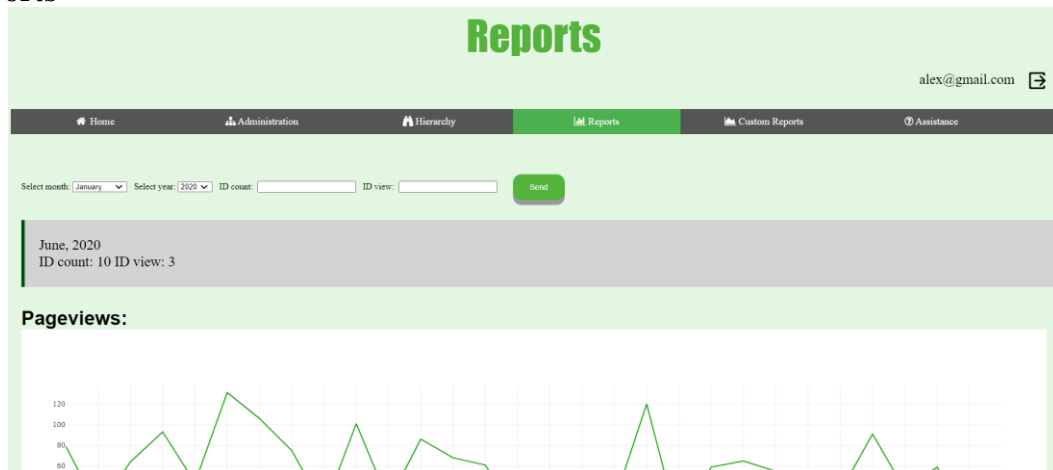 Reports
alex@gmail.com
Home Administration Hierarchy Reports Custom Reports Assistance
Select month: January Select year: 2020 ID count: ID view: Send
June, 2020
ID count: 10 ID view: 3
Pageviews:
120
100
80
60